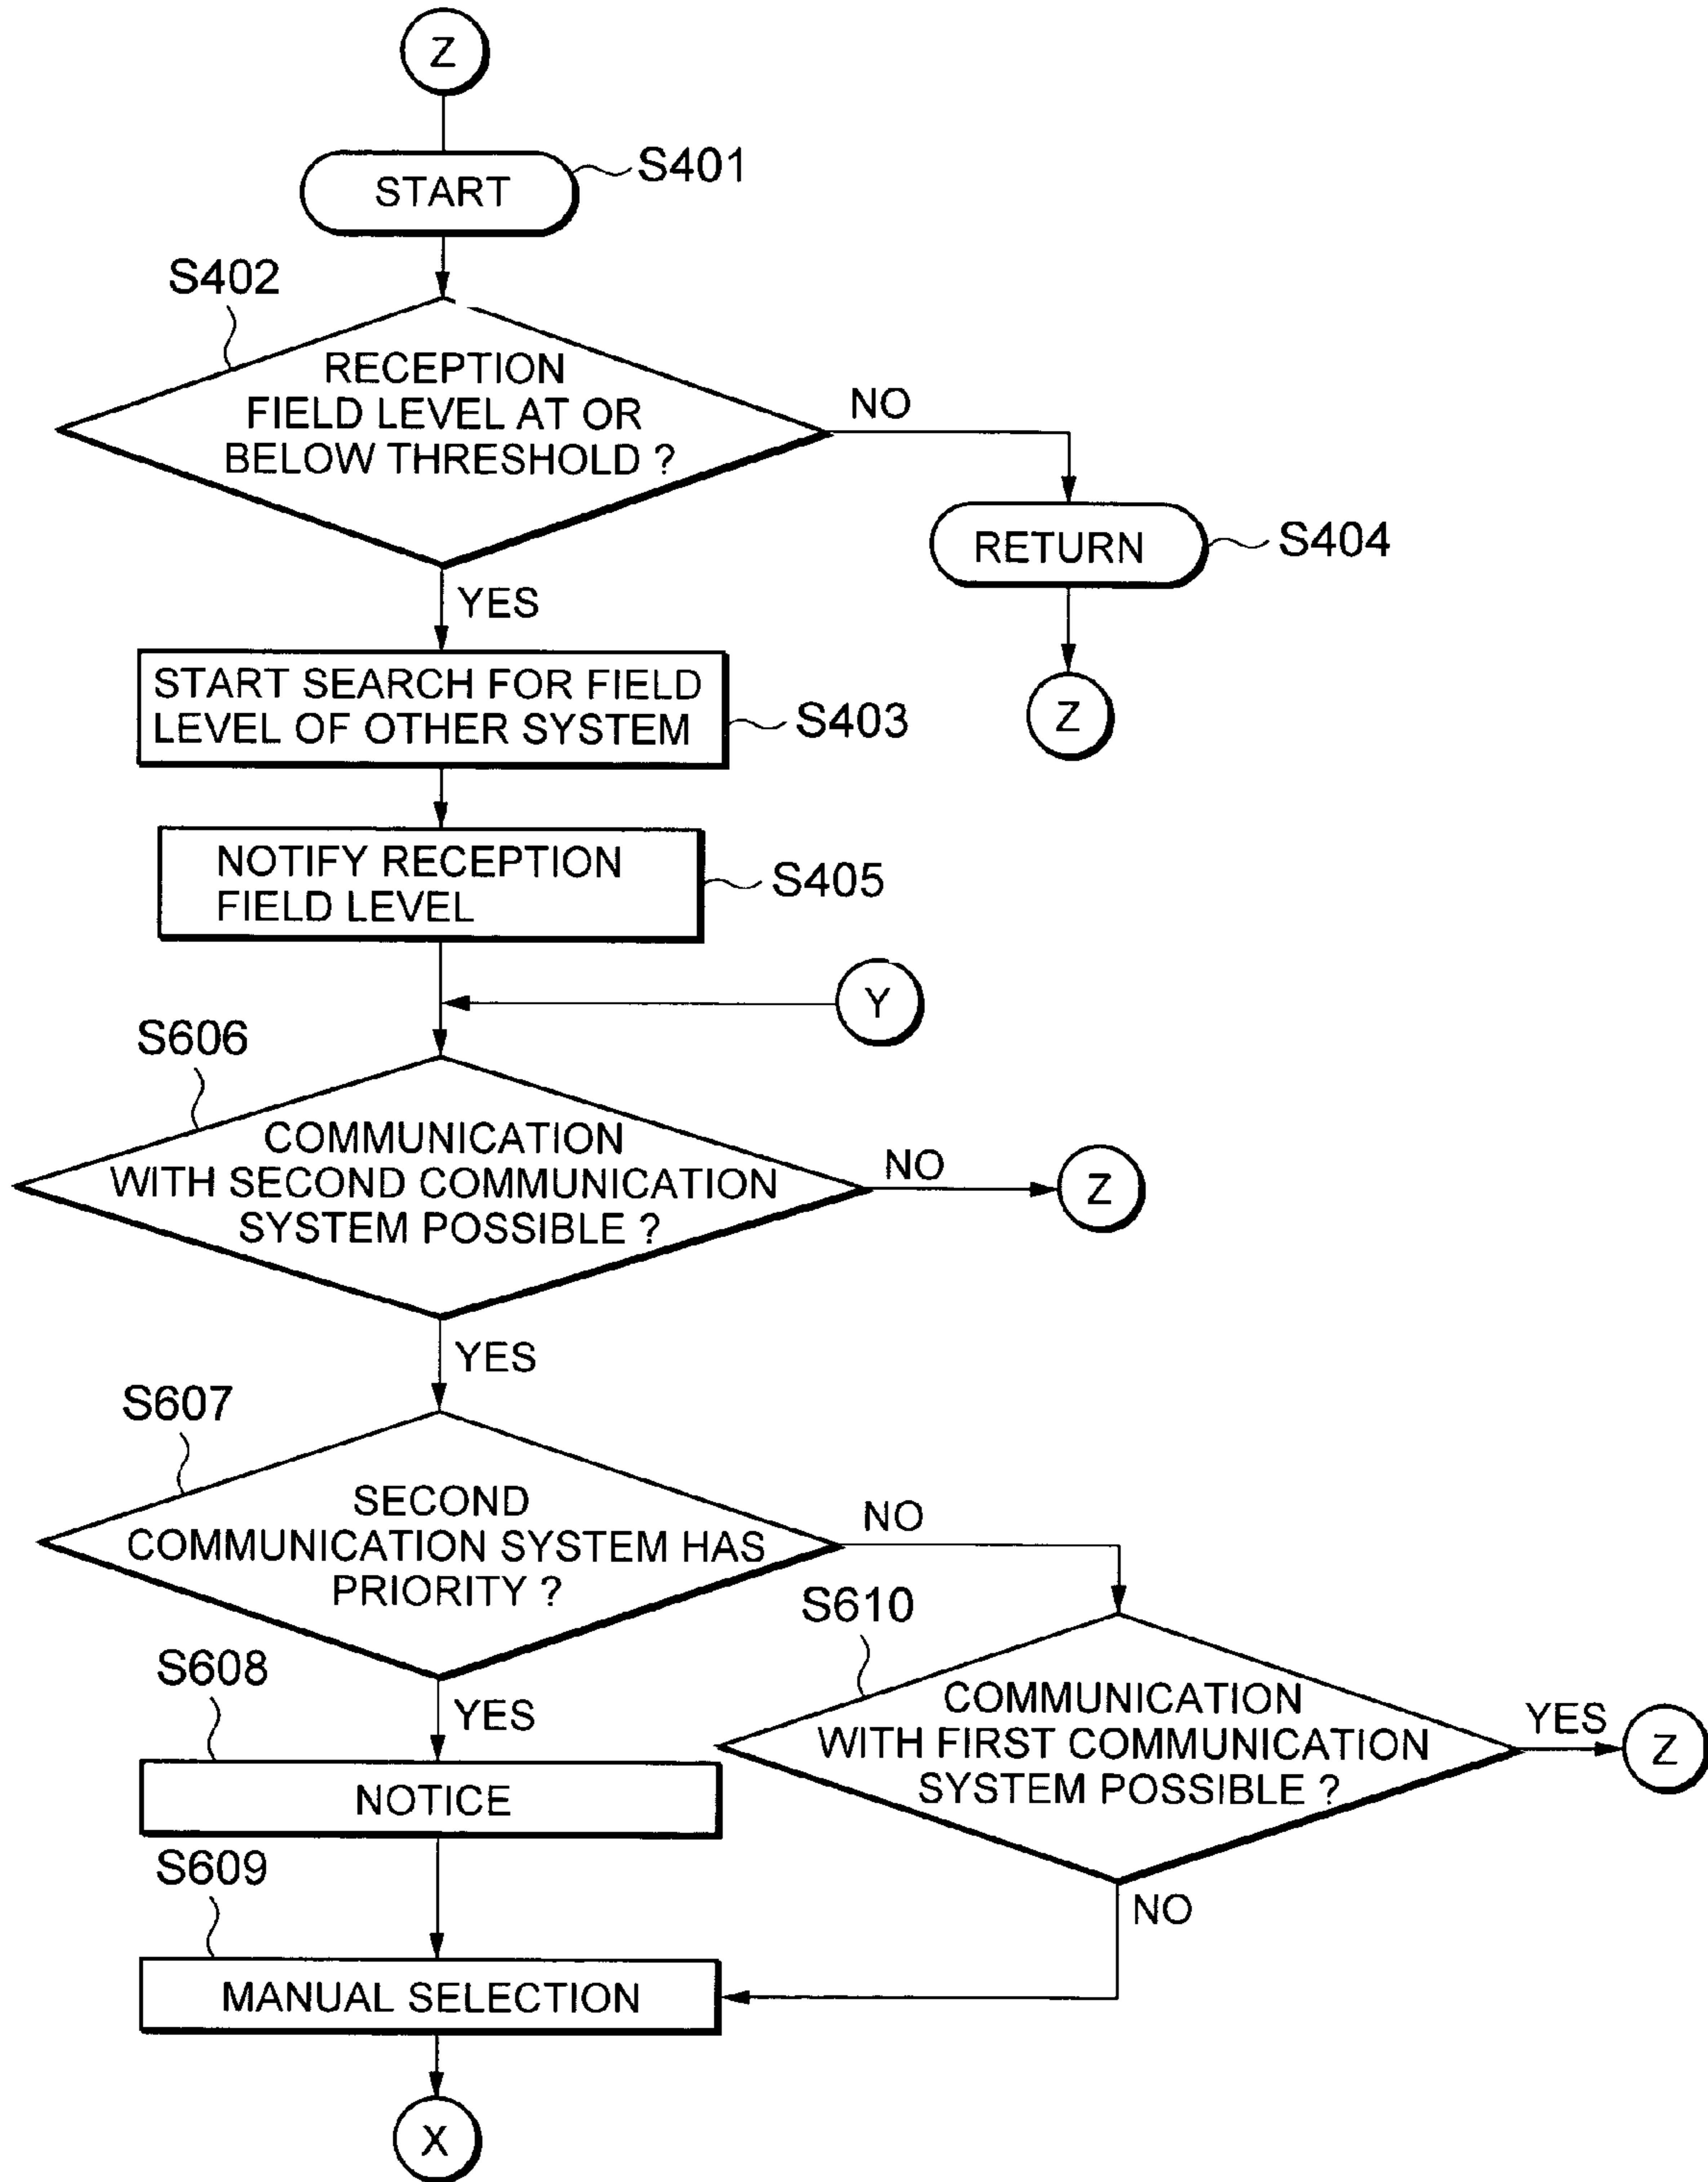 Z
START
S401
S402
RECEPTION
FIELD LEVEL AT OR
BELOW THRESHOLD ?
NO
RETURN
S404
Z
YES
START SEARCH FOR FIELD
LEVEL OF OTHER SYSTEM
S403
NOTIFY RECEPTION
FIELD LEVEL
S405
Y
S606
COMMUNICATION
WITH SECOND COMMUNICATION
SYSTEM POSSIBLE ?
NO
Z
YES
S607
SECOND
COMMUNICATION SYSTEM HAS
PRIORITY ?
NO
S610
COMMUNICATION
WITH FIRST COMMUNICATION
SYSTEM POSSIBLE ?
YES
Z
NO
YES
S608
NOTICE
S609
MANUAL SELECTION
X